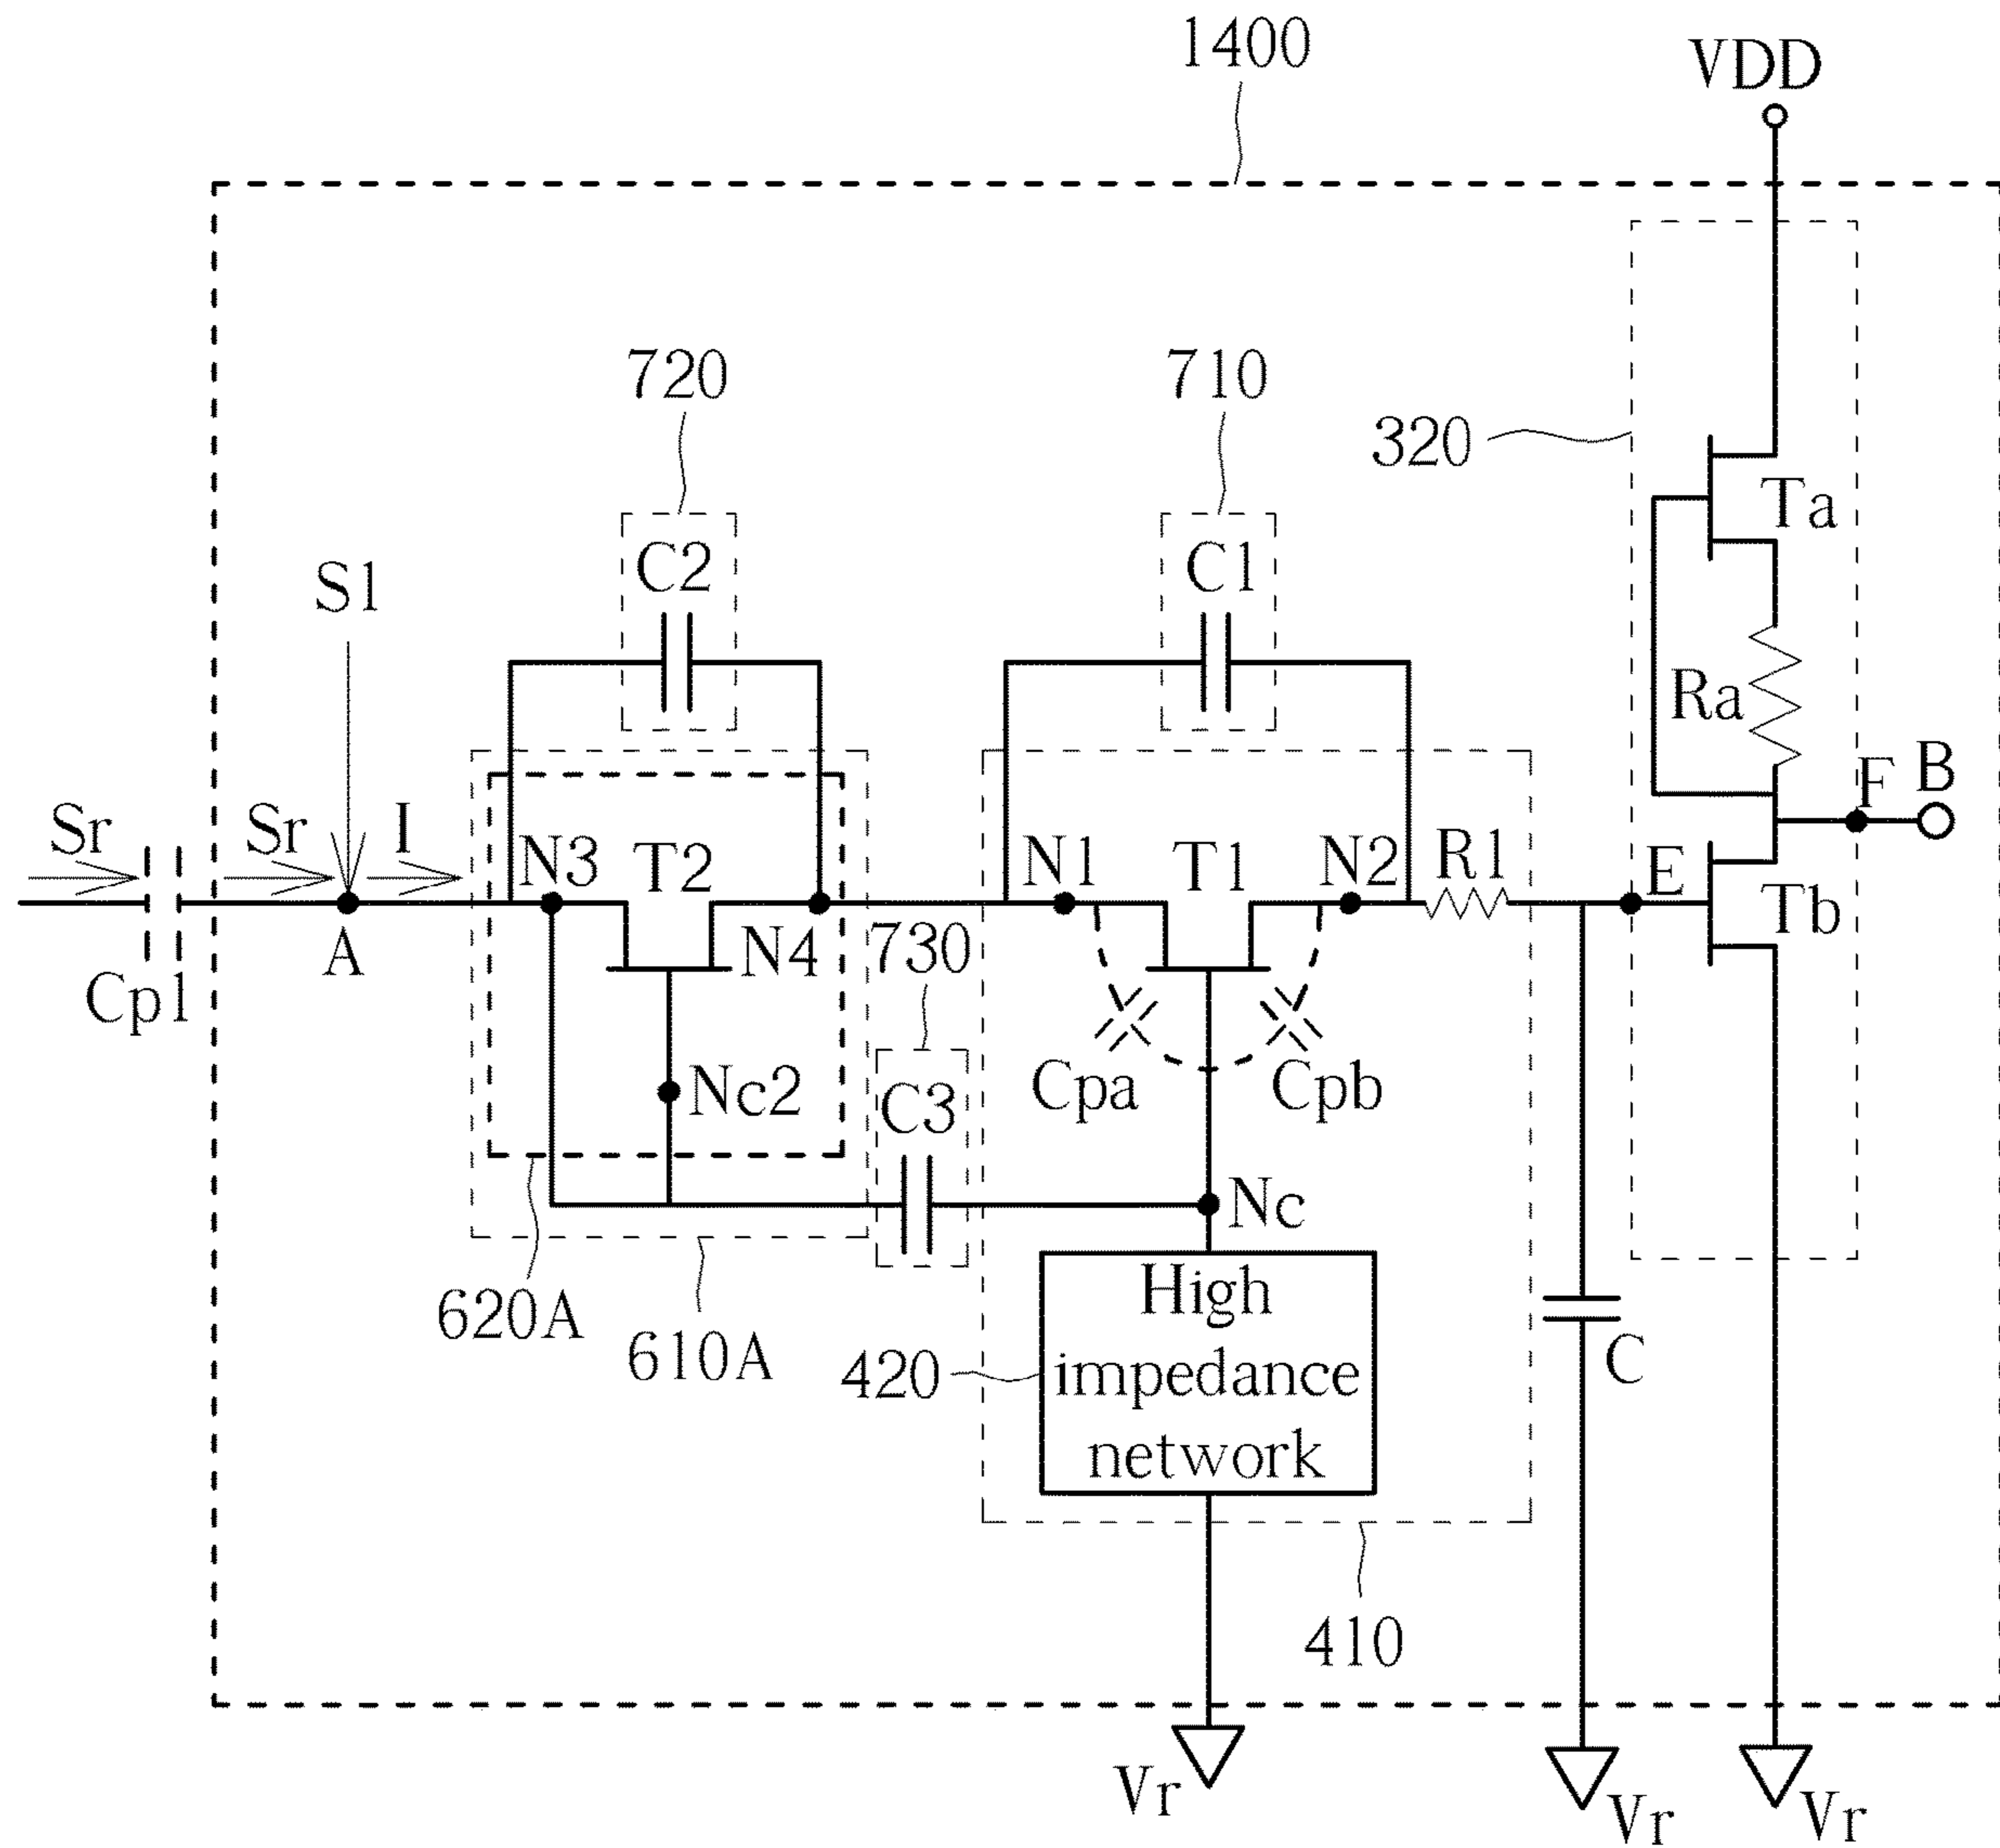 1400
VDD
720
710
320
C2
C1
Ta
S1
Ra
Sr
Sr
I
N3
T2
N1
T1
N2
R1
E
F
B
A
N4
730
Tb
Cp1
Cpa
Cpb
Nc2
C3
Nc
620A
610A
420
High
impedance
network
C
410
Vr
Vr
Vr